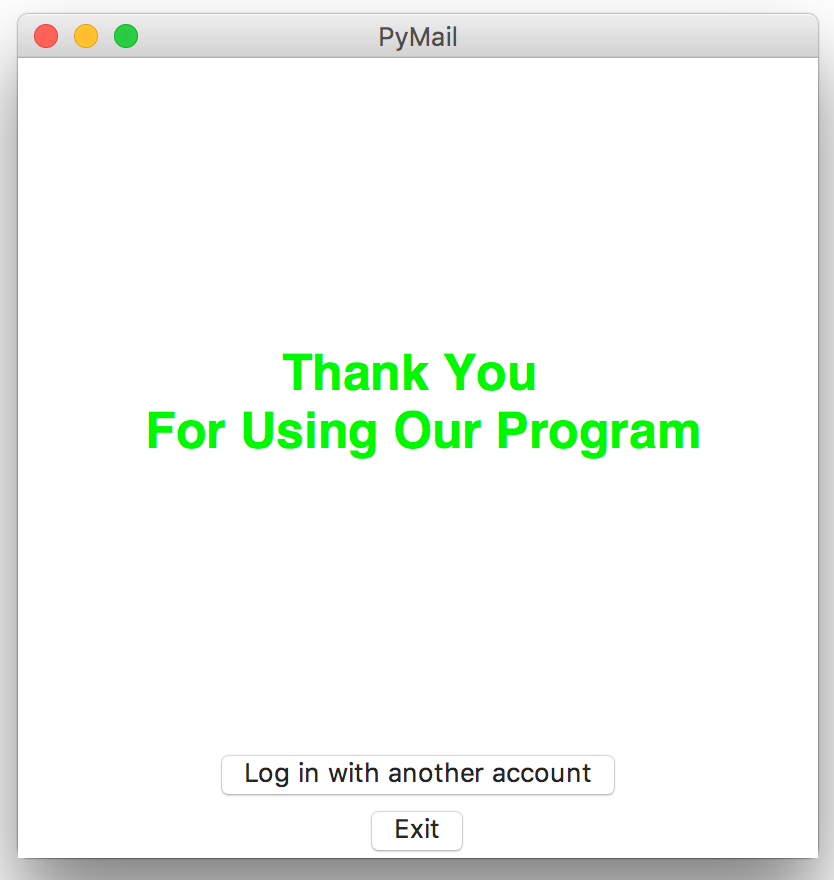 PyMail
Thank You
For Using Our Program
Log in with another account
Exit